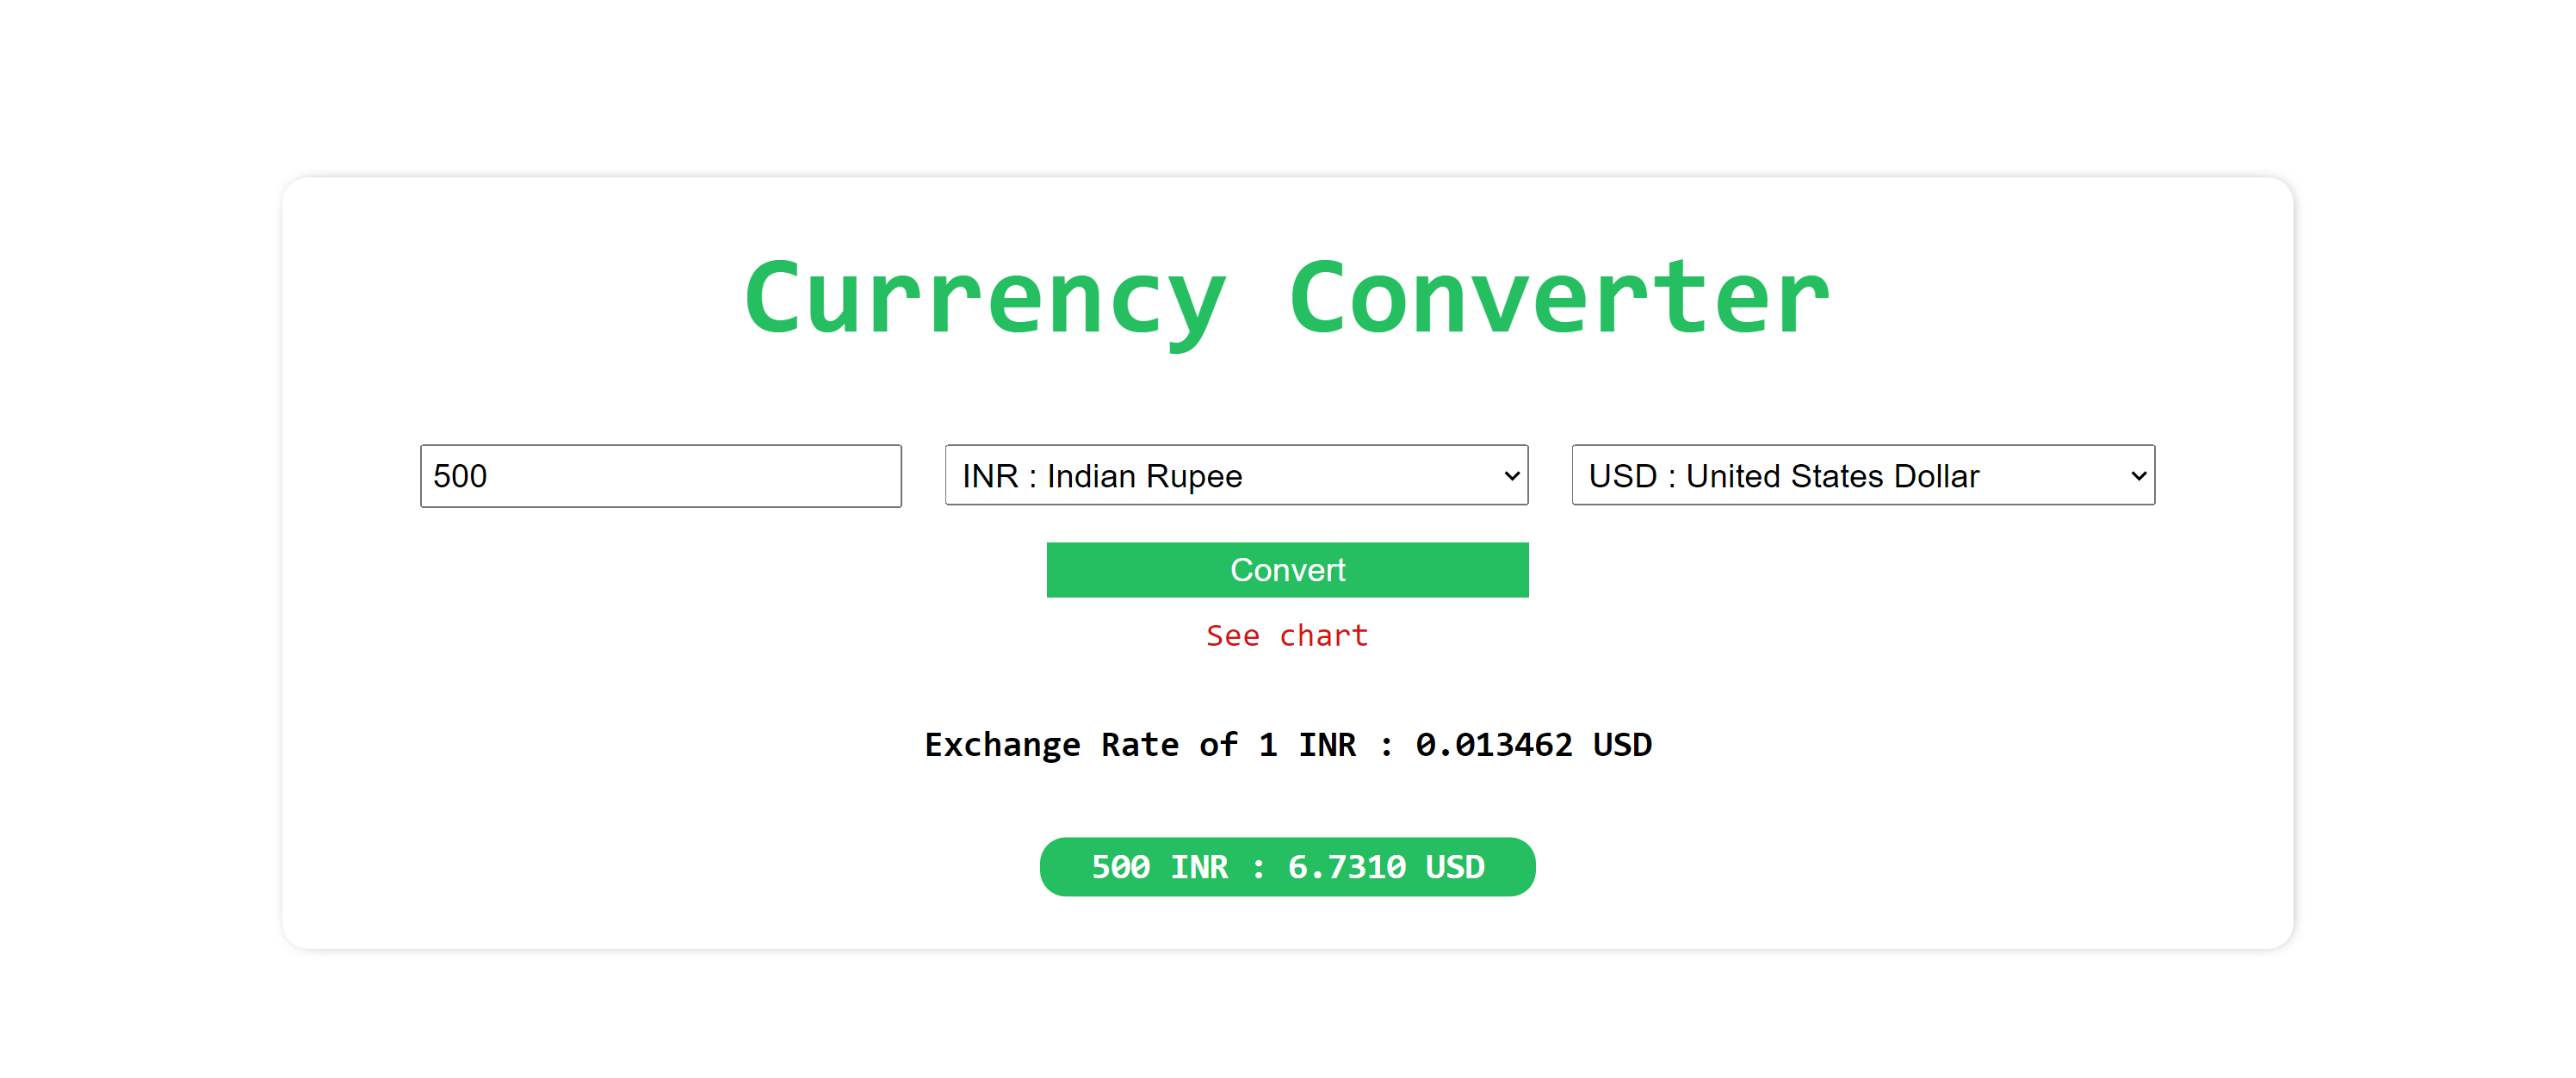 Currency Converter
500 INR : Indian Rupee USD : United States Dollar
Convert
See chart
Exchange Rate of 1 INR : 0.013462 USD
500 INR : 6.7310 USD